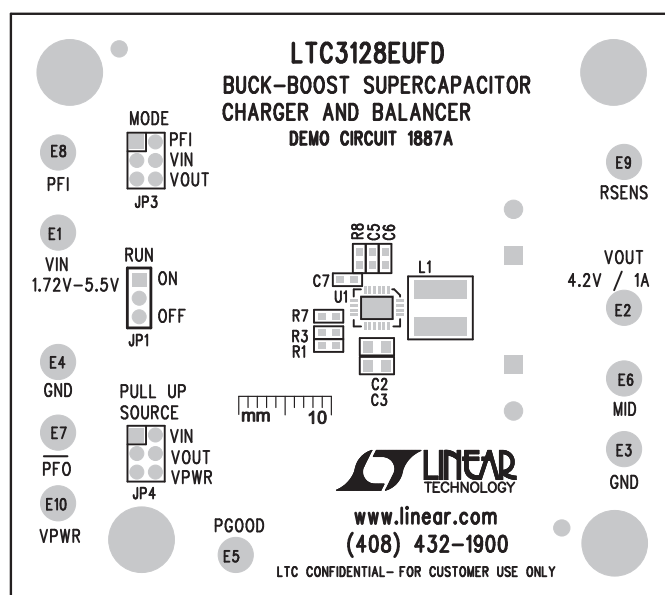 LTC3128EUFD
BUCK-BOOST SUPERCAPACITOR
CHARGER AND BALANCER
DEMO CIRCUIT 1887A
MODE
PFI
VIN
VOUT
JP3
E8
PFI
E1
VIN
1.72V-5.5V
RUN
ON
OFF
JP1
E4
GND
E7
PFO
E10
VPWR
PULL UP
SOURCE
VIN
VOUT
VPWR
JP4
PGOOD
E5
R8
C5
C6
C7
U1
L1
R7
R3
R1
C2
C3
mm 10
E9
RSENS
VOUT
4.2V / 1A
E2
E6
MID
E3
GND
LINEAR
TECHNOLOGY
www.linear.com
(408) 432-1900
LTC CONFIDENTIAL- FOR CUSTOMER USE ONLY